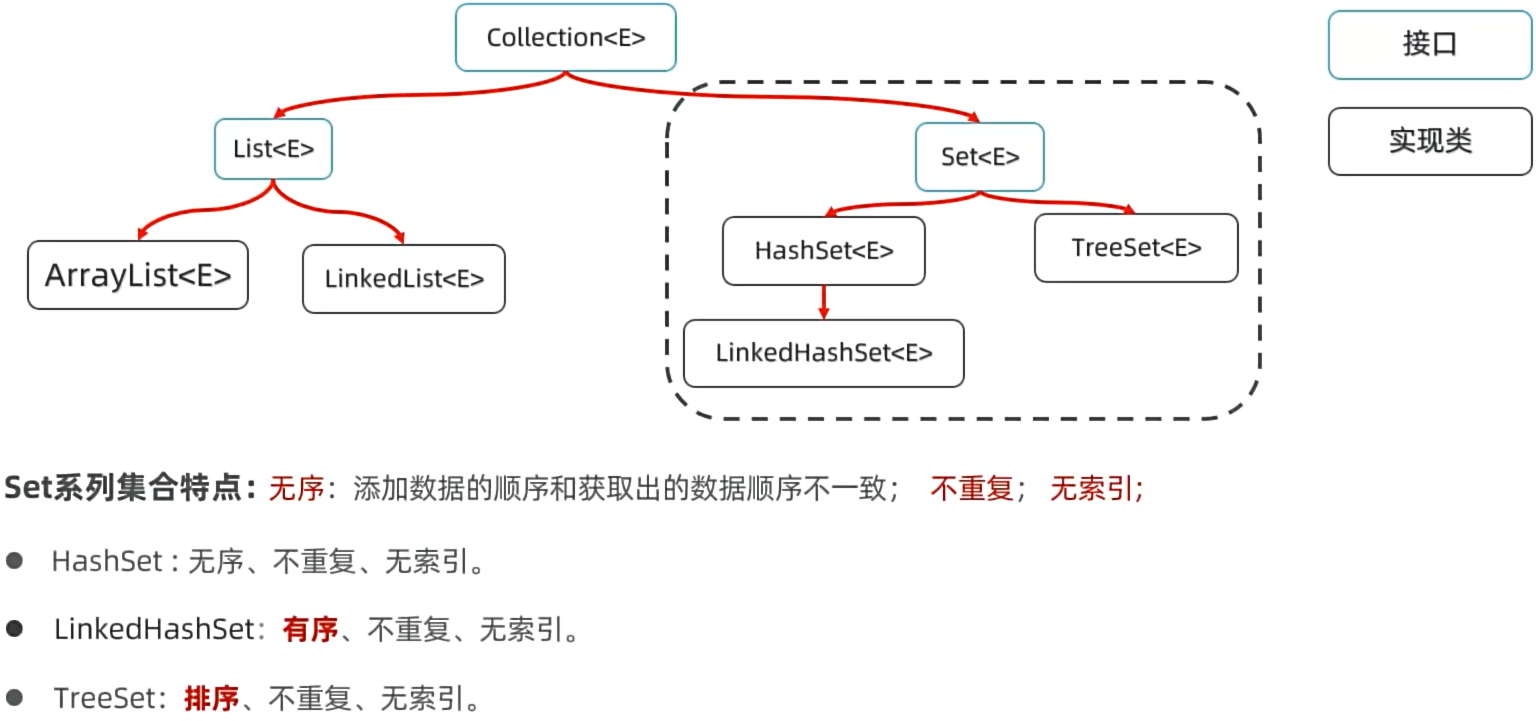 Collection<E>
接口
List<E>
Set<E>
实现类
ArrayList<E>
LinkedList<E>
HashSet<E>
TreeSet<E>
LinkedHashSet<E>
Set系列集合特点：无序：添加数据的顺序和获取出的数据顺序不一致； 不重复； 无索引;
● HashSet : 无序、不重复、无索引。
● LinkedHashSet：有序、不重复、无索引。
● TreeSet：排序、不重复、无索引。